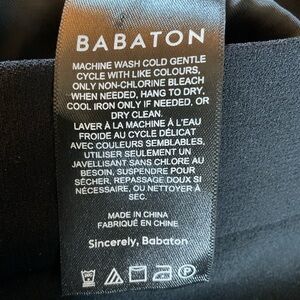 BABATON
MACHINE WASH COLD GENTLE
CYCLE WITH LIKE COLOURS,
ONLY NON-CHLORINE BLEACH
WHEN NEEDED, HANG TO DRY,
COOL IRON ONLY IF NEEDED, OR
DRY CLEAN.
LAVER À LA MACHINE À L'EAU
FROIDE AU CYCLE DÉLICAT
AVEC COULEURS SEMBLABLES,
UTILISER SEULEMENT UN
JAVELLISANT SANS CHLORE AU
BESOIN, SUSPENDRE POUR
SÉCHER, REPASSAGE DOUX SI
NÉCESSAIRE, OU NETTOYER À
SEC.
MADE IN CHINA
FABRIQUÉ EN CHINE
Sincerely, Babaton
P